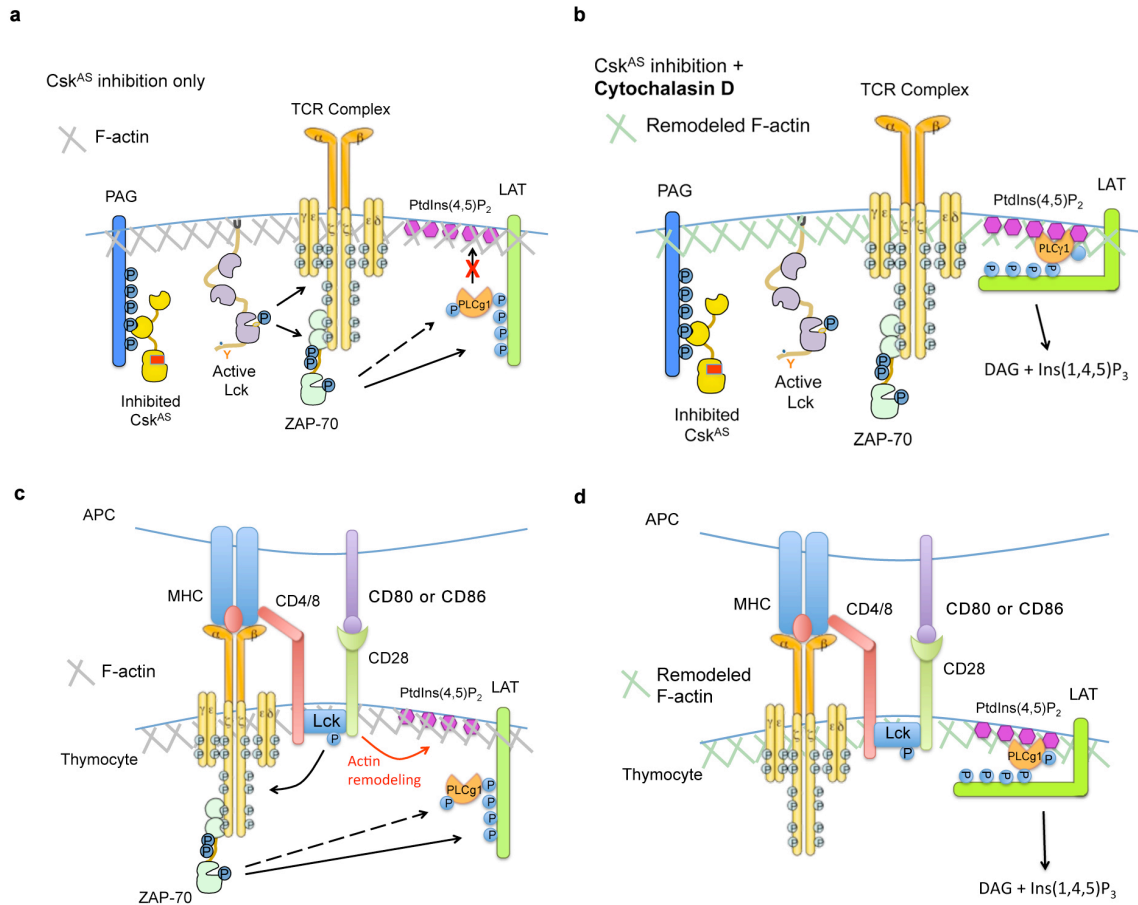 a
Csk^AS inhibition only
F-actin
TCR Complex
α β
PAG
LAT
PtdIns(4,5)P₂
γ ε ζ ζ ε δ
P P P P P
X
P PLCg1 P
P
P
P
P
Y
Active
Lck
Inhibited
Csk^AS
P
P
P
ZAP-70
b
Csk^AS inhibition +
Cytochalasin D
Remodeled F-actin
TCR Complex
α β
PAG
LAT
PtdIns(4,5)P₂
γ ε ζ ζ ε δ
PLCγ1
P P P P
P P P P P
P
Y
DAG + Ins(1,4,5)P₃
Active
Lck
Inhibited
Csk^AS
P
P
P
ZAP-70
c
APC
MHC
CD4/8
CD80 or CD86
α β
CD28
F-actin
PtdIns(4,5)P₂
LAT
γ ε ζ ζ ε δ
Lck
P
Thymocyte
Actin
remodeling
P PLCg1 P
P
P
P
P
P
P
ZAP-70
d
APC
MHC
CD4/8
CD80 or CD86
α β
CD28
Remodeled
F-actin
PtdIns(4,5)P₂
LAT
γ ε ζ ζ ε δ
Lck
P
PLCg1 P
Thymocyte
P P P P
DAG + Ins(1,4,5)P₃